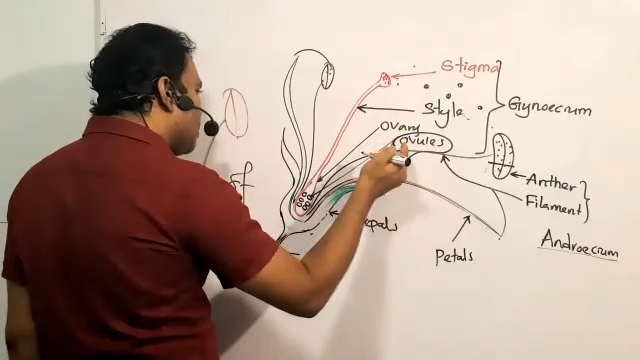 Stigma
Style
Gynoecium
Ovary
Ovules
Anther
Filament
Petals
Androecium